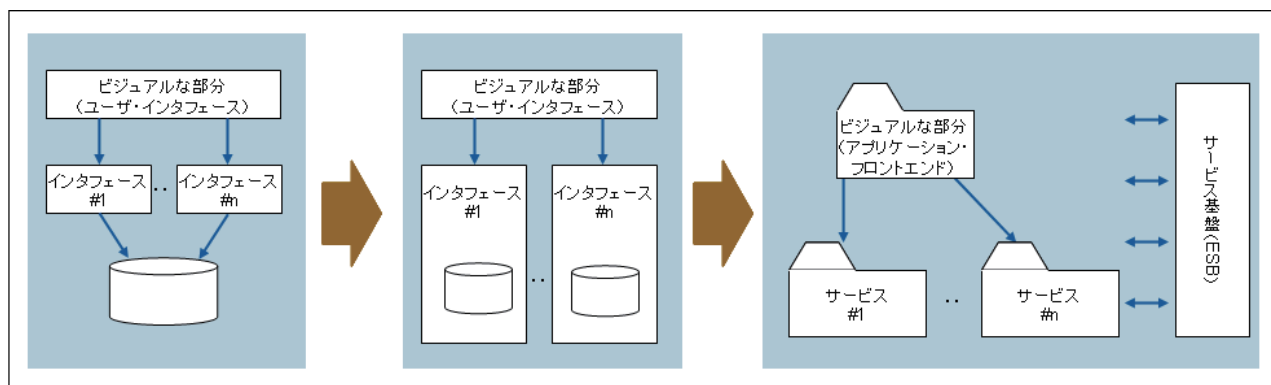 ビジュアルな部分
（ユーザ・インタフェース）
インタフェース
#1
‥
インタフェース
#n
ビジュアルな部分
（ユーザ・インタフェース）
インタフェース
#1
‥
インタフェース
#n
ビジュアルな部分
（アプリケーション・
フロントエンド）
サービス
#1
‥
サービス
#n
サービス基盤(ESB)